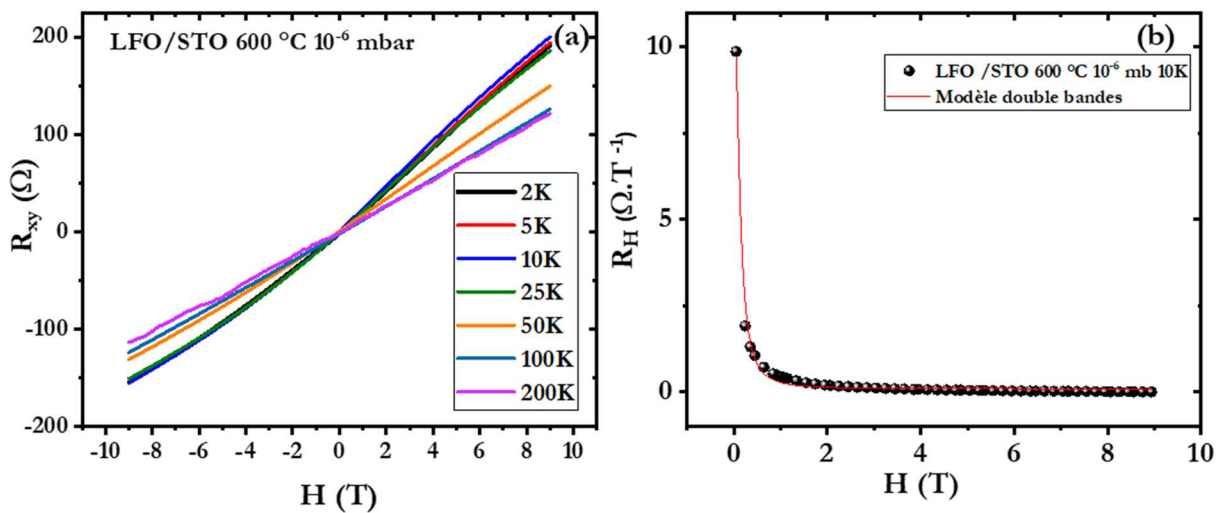 LFO/STO 600 °C 10⁻⁶ mbar
(a)
200
100
0
-100
-200
R_xy (Ω)
2K
5K
10K
25K
50K
100K
200K
-10 -8 -6 -4 -2 0 2 4 6 8 10
H (T)
(b)
LFO /STO 600 °C 10⁻⁶ mb 10K
Modèle double bandes
10
5
0
R_H (Ω.T⁻¹)
0 2 4 6 8 10
H (T)